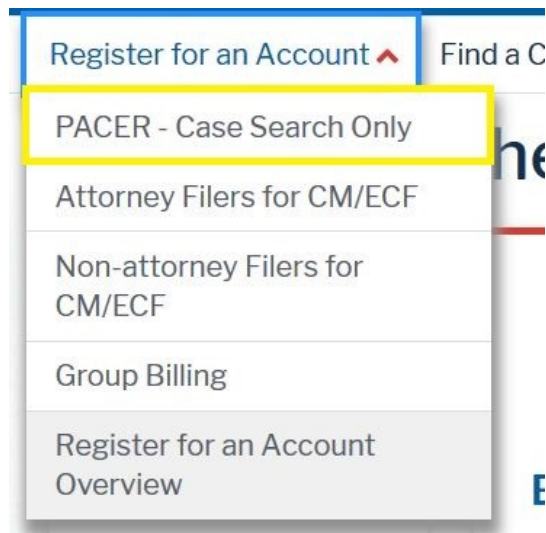 Register for an Account
Find a C
PACER - Case Search Only
he
Attorney Filers for CM/ECF
Non-attorney Filers for
CM/ECF
Group Billing
Register for an Account
Overview